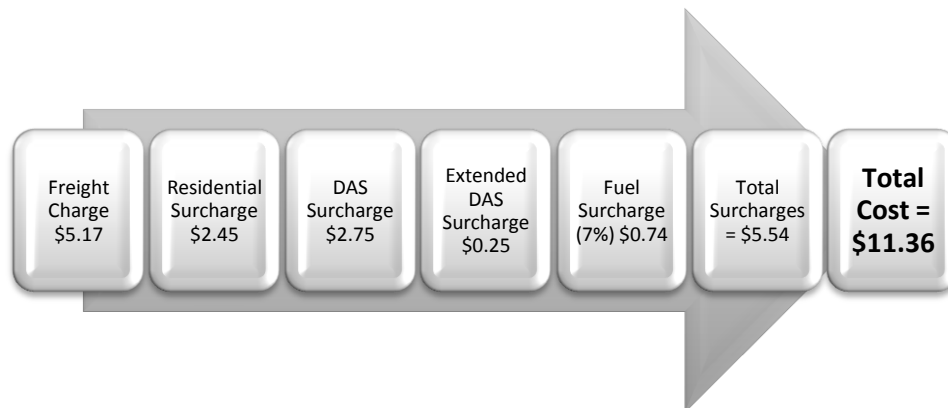 Freight
Charge
$5.17
Residential
Surcharge
$2.45
DAS
Surcharge
$2.75
Extended
DAS
Surcharge
$0.25
Fuel
Surcharge
(7%) $0.74
Total
Surcharges
= $5.54
Total
Cost =
$11.36